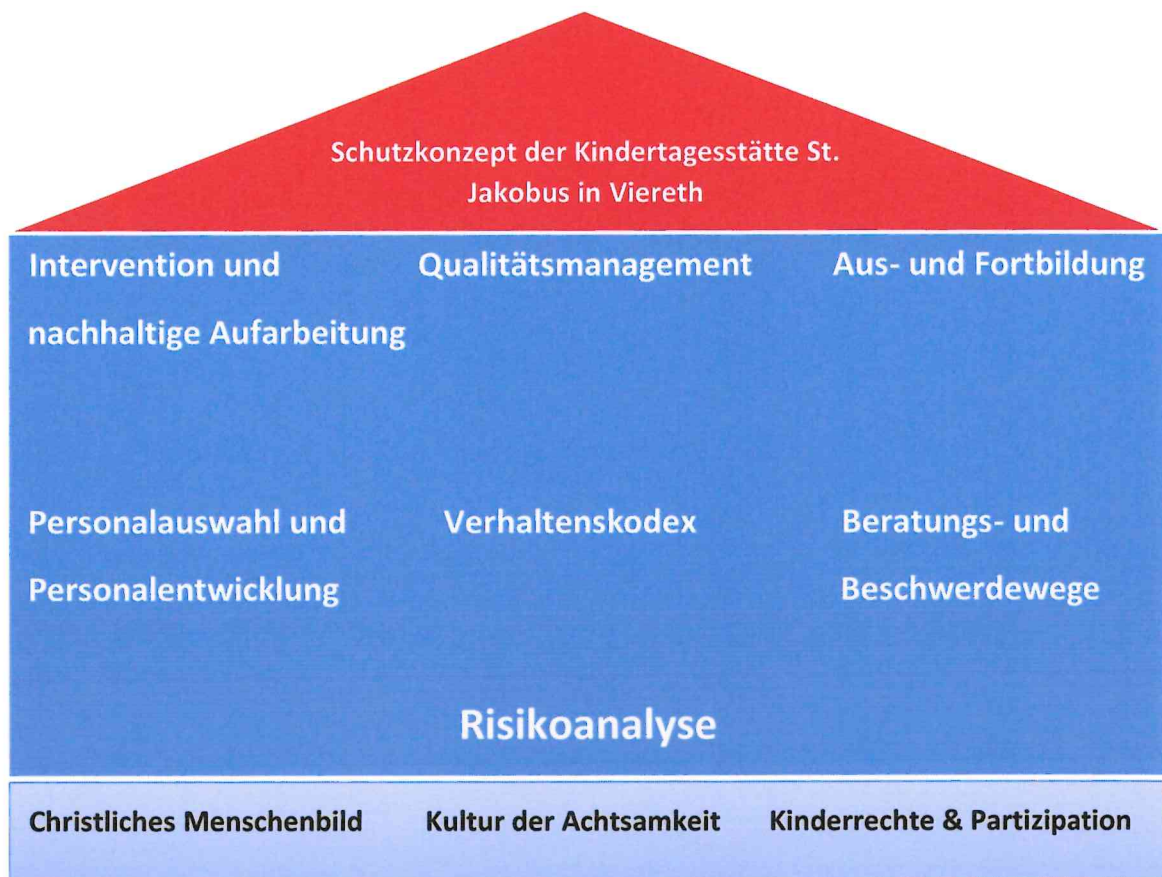 Schutzkonzept der Kindertagesstätte St.
Jakobus in Viereth
Intervention und
nachhaltige Aufarbeitung
Qualitätsmanagement
Aus- und Fortbildung
Personalauswahl und
Personalentwicklung
Verhaltenskodex
Beratungs- und
Beschwerdewege
Risikoanalyse
Christliches Menschenbild
Kultur der Achtsamkeit
Kinderrechte & Partizipation